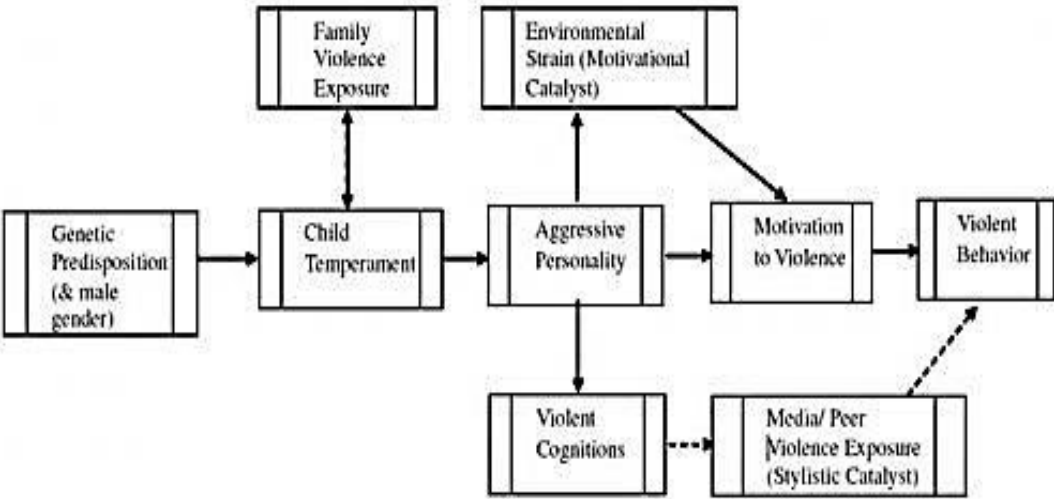 Family
Violence
Exposure
Environmental
Strain (Motivational
Catalyst)
Genetic
Predisposition
(& male
gender)
Child
Temperament
Aggressive
Personality
Motivation
to Violence
Violent
Behavior
Violent
Cognitions
Media/ Peer
Violence Exposure
(Stylistic Catalyst)